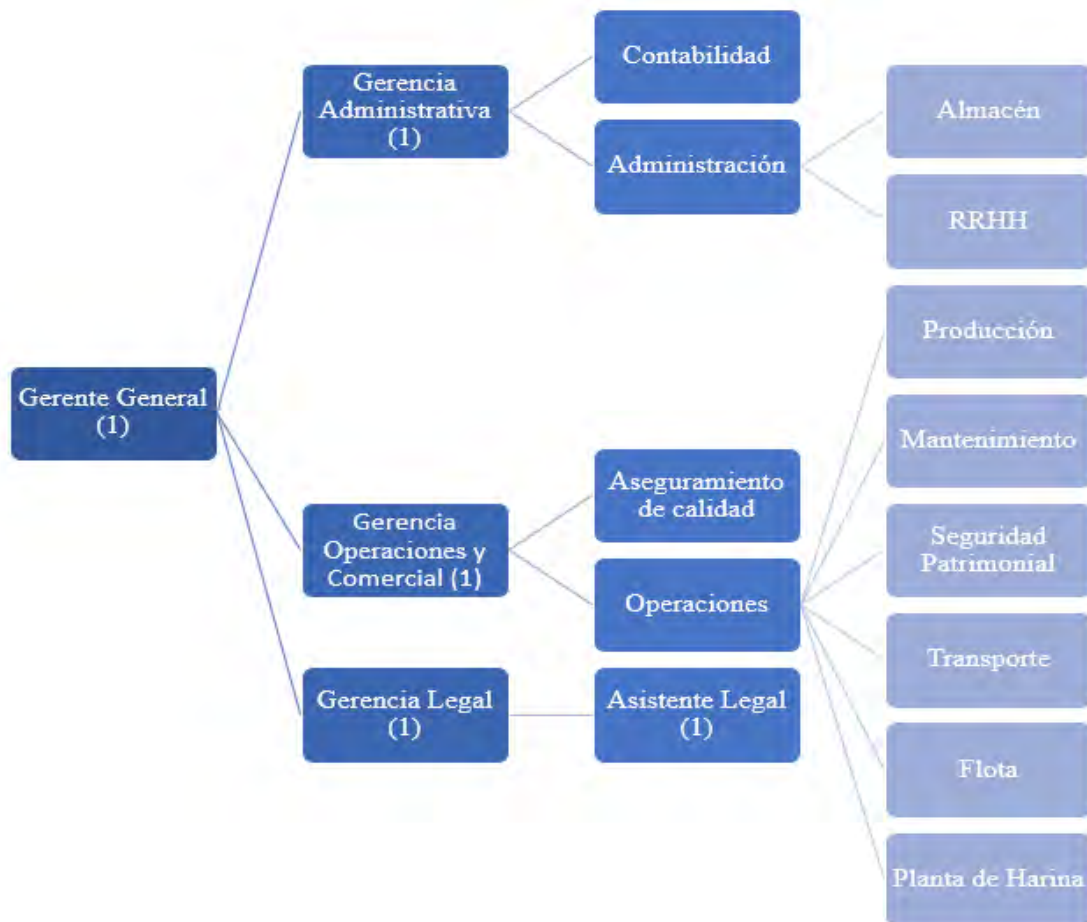 Gerente General
(1)
Gerencia
Administrativa
(1)
Contabilidad
Administración
Almacén
RRHH
Gerencia
Operaciones y
Comercial (1)
Aseguramiento
de calidad
Operaciones
Producción
Mantenimiento
Seguridad
Patrimonial
Transporte
Flota
Planta de Harina
Gerencia Legal
(1)
Asistente Legal
(1)